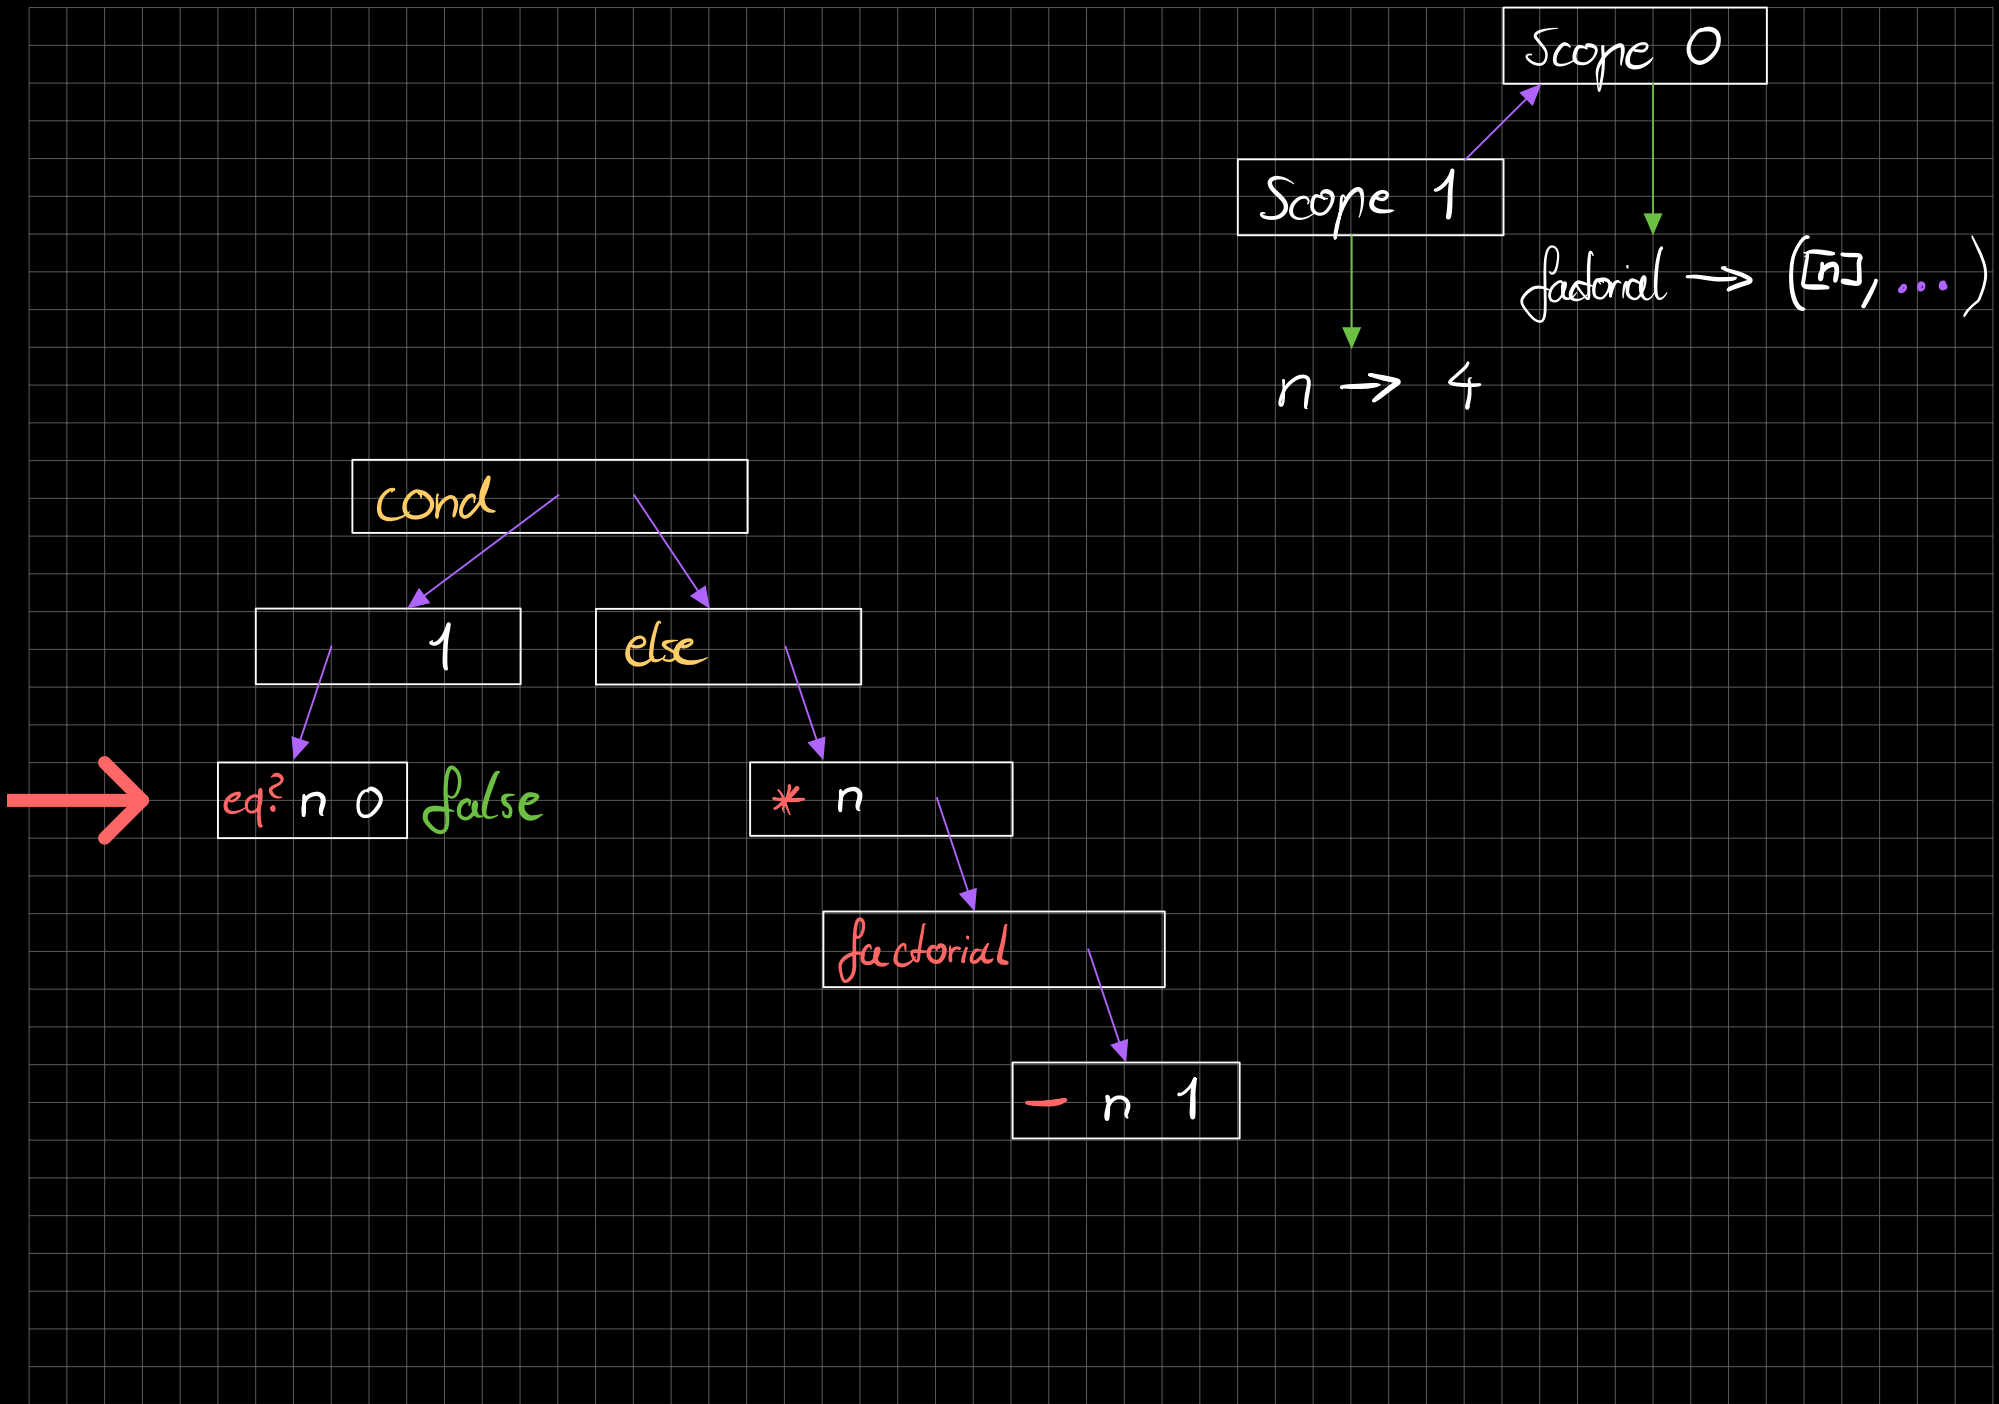 Scope 0
Scope 1
factorial → ([n], ...)
n → 4
cond
1
else
eq? n 0
false
* n
factorial
- n 1